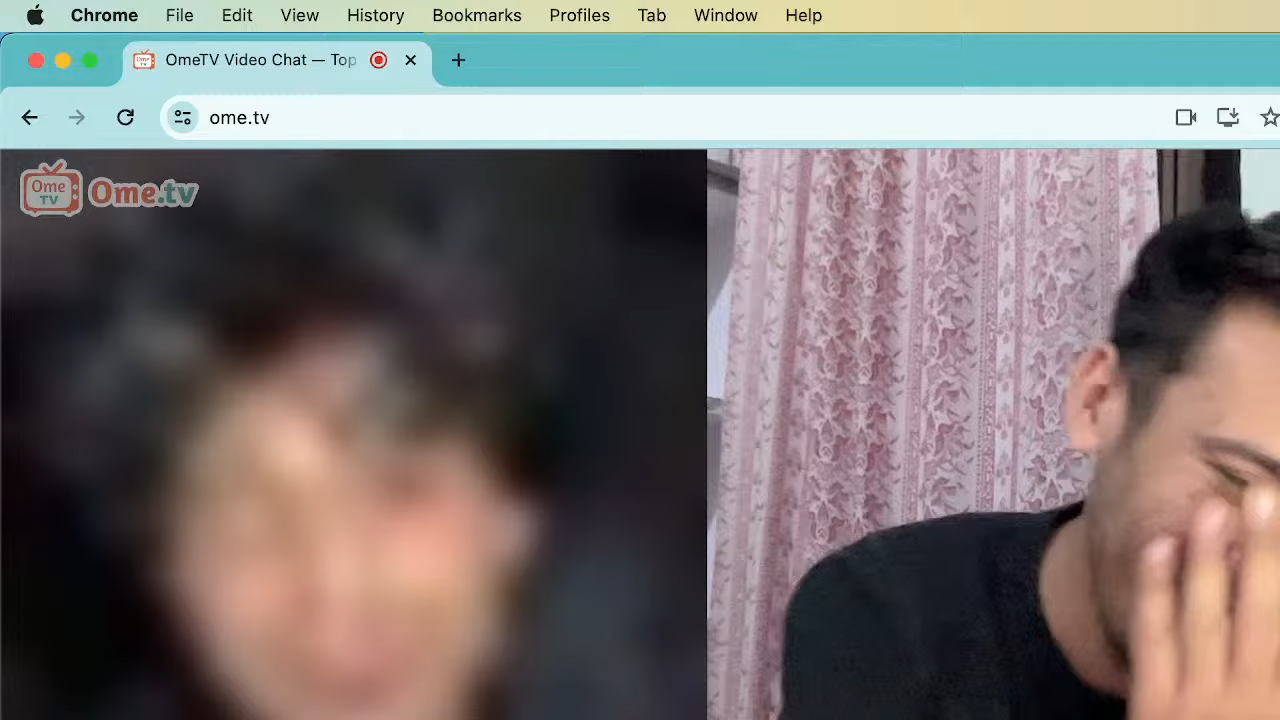 Chrome File Edit View History Bookmarks Profiles Tab Window Help
OmeTV Video Chat — Top
ome.tv
Ome TV Ome.tv